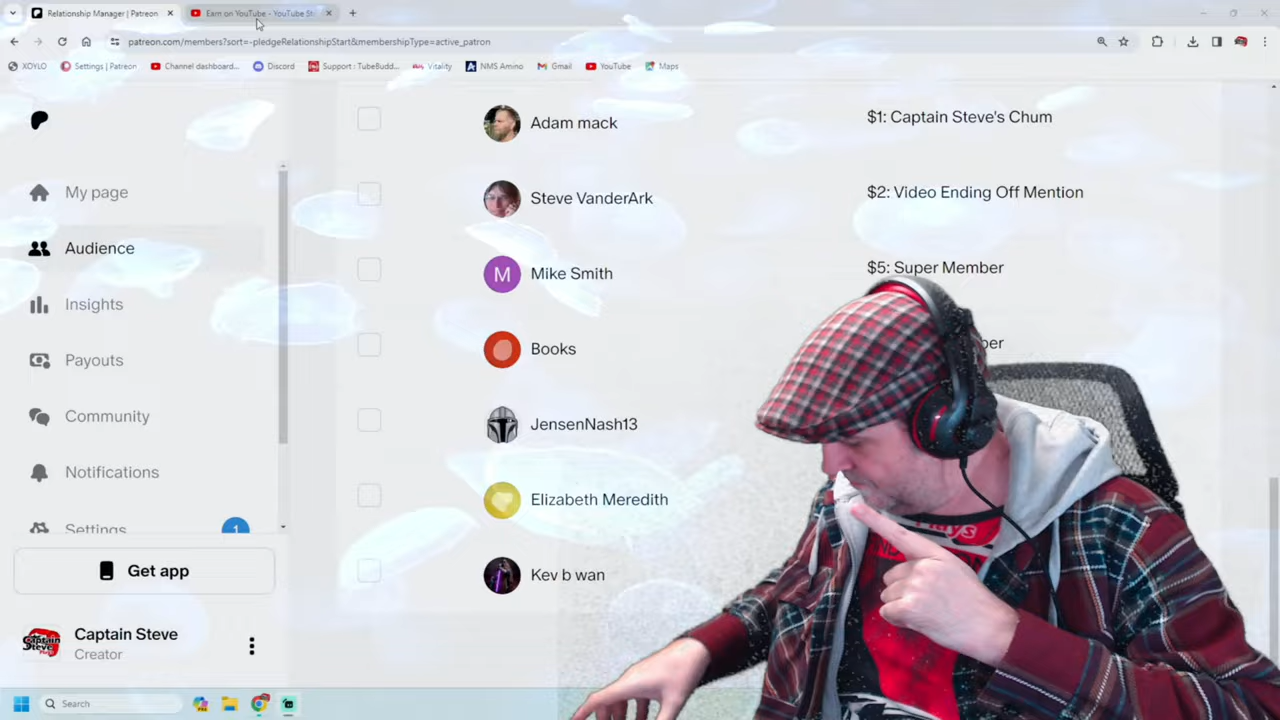 Relationship Manager | Patreon
Earn on YouTube - YouTube St
patreon.com/members?sort=-pledgeRelationshipStart&membershipType=active_patron
XOYLO
Settings | Patreon
Channel dashboard...
Discord
Support : TubeBudd...
Vitality
NMS Amino
Gmail
YouTube
Maps
My page
Audience
Insights
Payouts
Community
Notifications
Settings
1
Get app
Captain Steve
Creator
Adam mack
$1: Captain Steve's Chum
Steve VanderArk
$2: Video Ending Off Mention
M
Mike Smith
$5: Super Member
Books
JensenNash13
Elizabeth Meredith
Kev b wan
Search